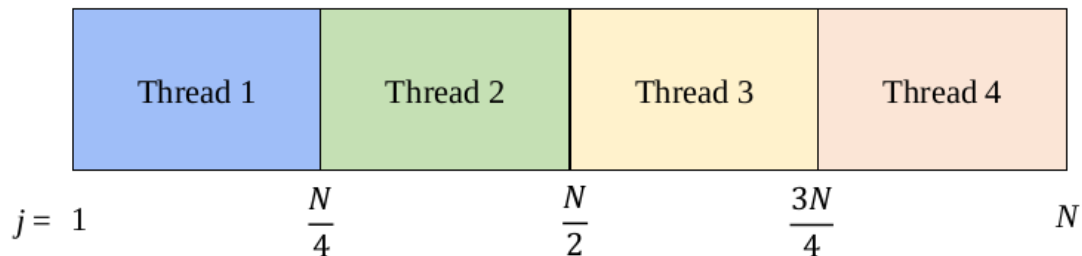 Thread 1 Thread 2 Thread 3 Thread 4
j = 1 N/4 N/2 3N/4 N